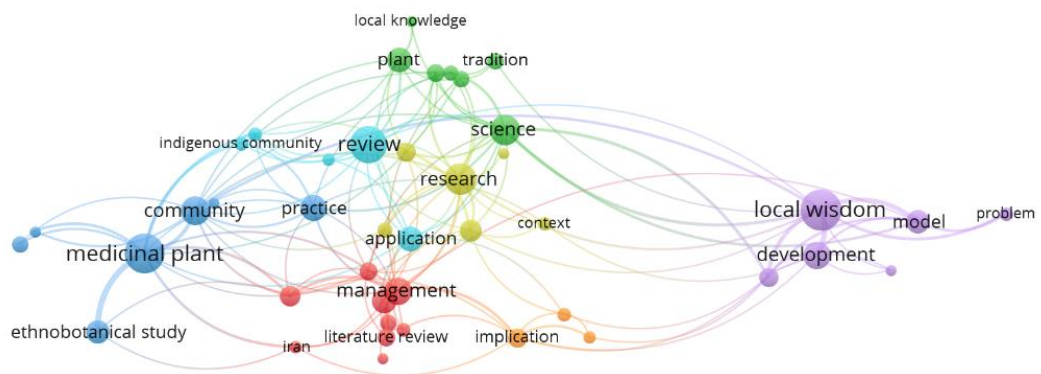 local knowledge
plant
tradition
science
indigenous community
review
research
community
practice
local wisdom
model
problem
context
application
medicinal plant
development
management
ethnobotanical study
literature review
implication
iran